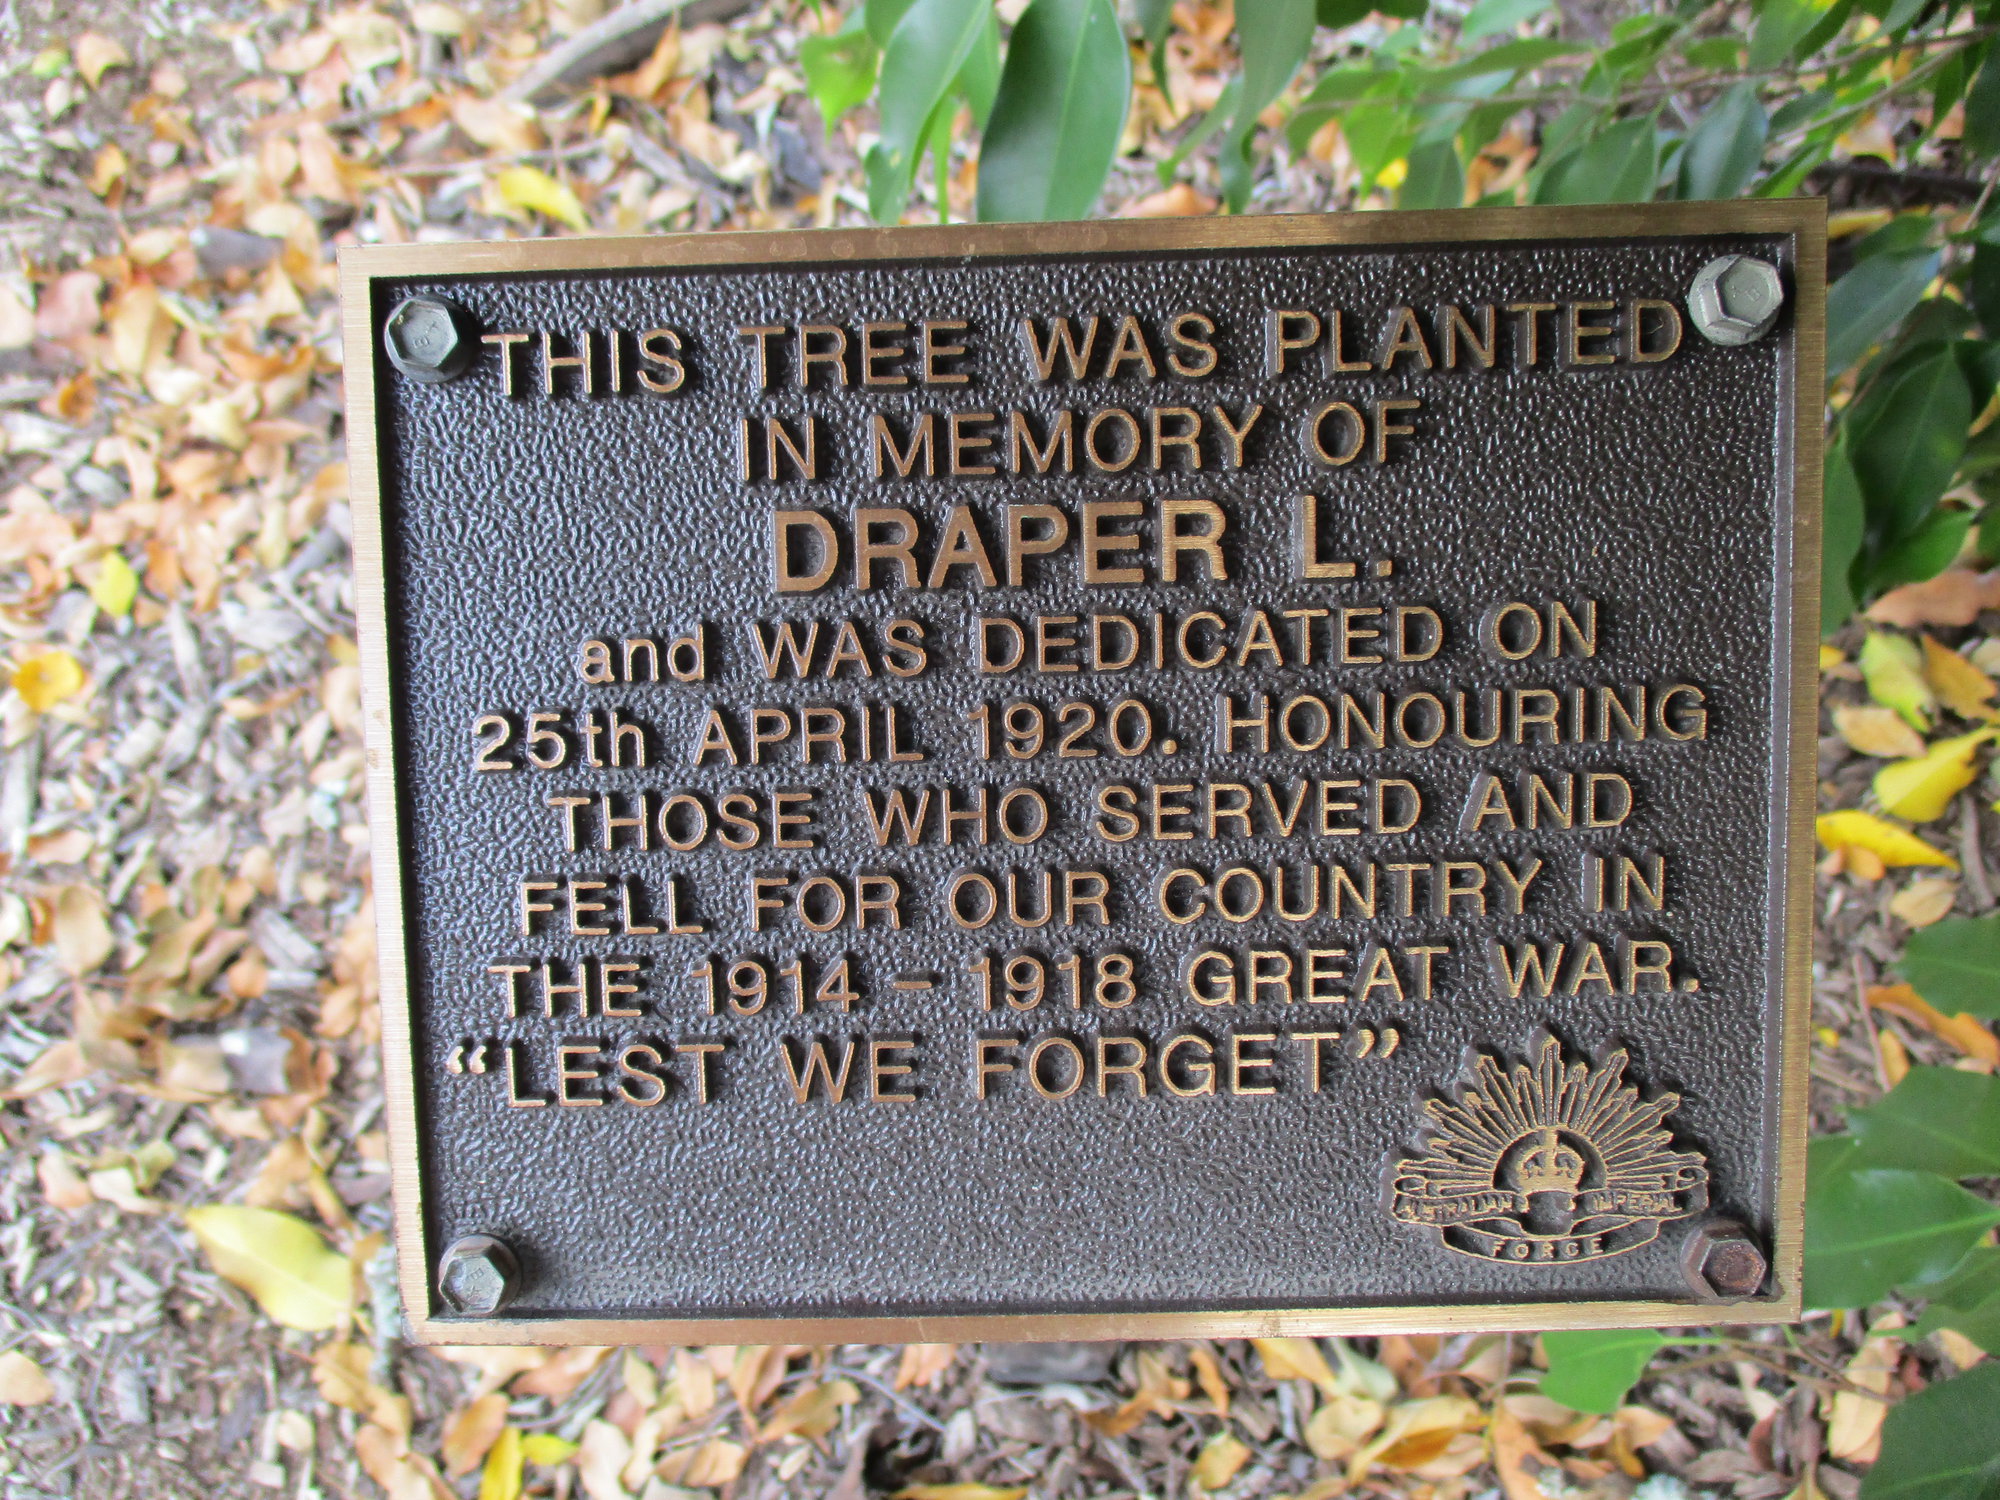 THIS TREE WAS PLANTED
IN MEMORY OF
DRAPER L.
and WAS DEDICATED ON
25th APRIL 1920. HONOURING
THOSE WHO SERVED AND
FELL FOR OUR COUNTRY IN
THE 1914 – 1918 GREAT WAR.
“LEST WE FORGET”
AUSTRALIAN IMPERIAL
FORCE